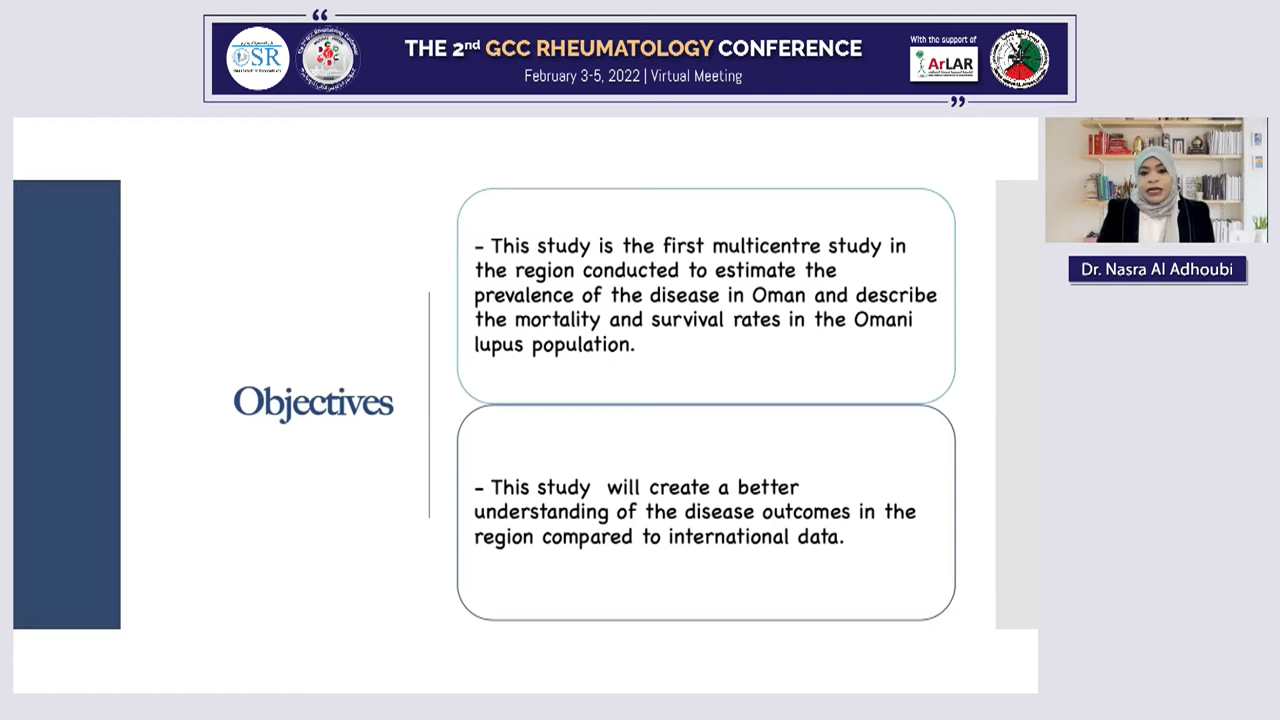 “
THE 2nd GCC RHEUMATOLOGY CONFERENCE
February 3-5, 2022 | Virtual Meeting
With the support of
OSR
ArLAR
”
Dr. Nasra Al Adhoubi
Objectives
- This study is the first multicentre study in
the region conducted to estimate the
prevalence of the disease in Oman and describe
the mortality and survival rates in the Omani
lupus population.
- This study will create a better
understanding of the disease outcomes in the
region compared to international data.